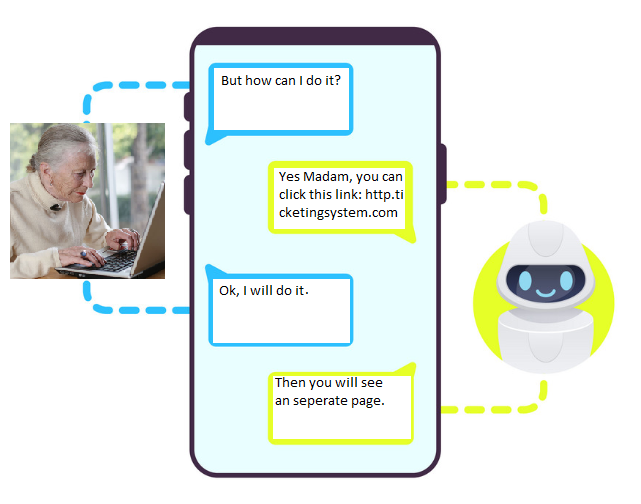 But how can I do it?
Yes Madam, you can
click this link: http.ti
cketingsystem.com
Ok, I will do it.
Then you will see
an seperate page.